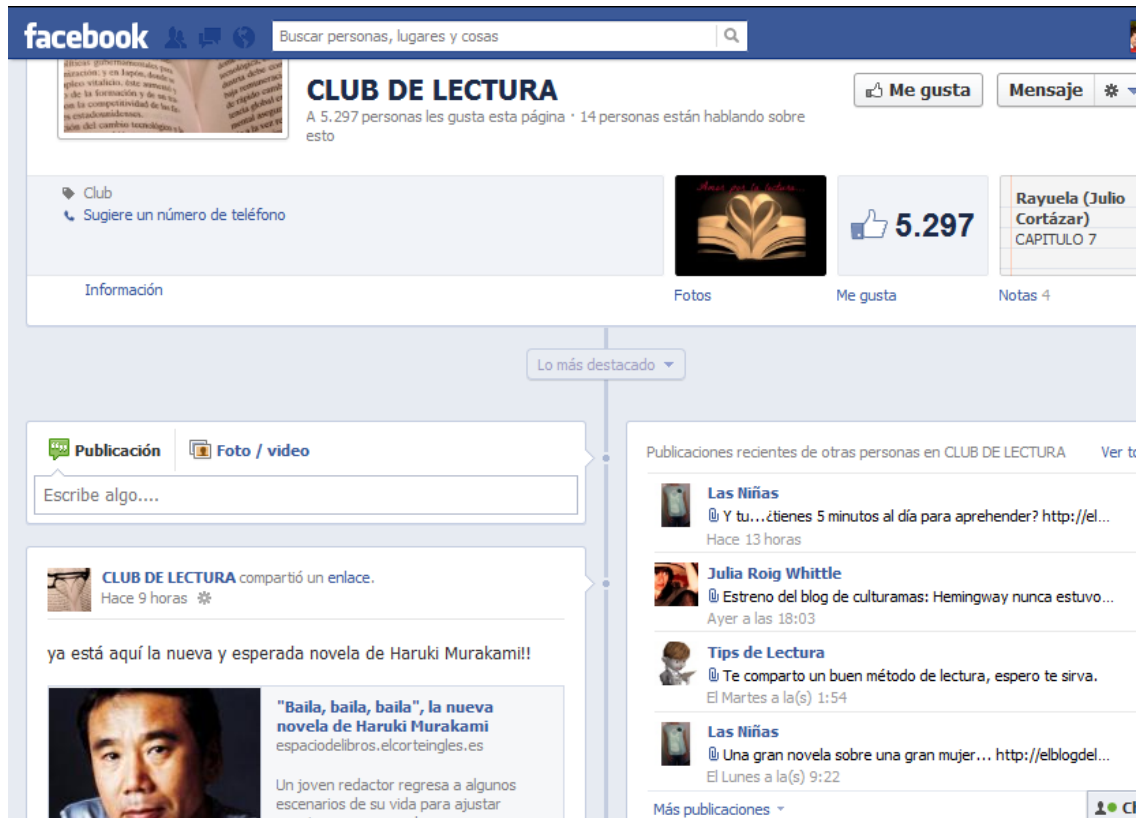 facebook
Buscar personas, lugares y cosas
CLUB DE LECTURA
A 5.297 personas les gusta esta página · 14 personas están hablando sobre
esto
Me gusta
Mensaje
Club
Sugiere un número de teléfono
Información
Amor por la lectura...
Fotos
5.297
Me gusta
Rayuela (Julio
Cortázar)
CAPITULO 7
Notas 4
Lo más destacado
Publicación
Foto / video
Escribe algo....
CLUB DE LECTURA compartió un enlace.
Hace 9 horas
ya está aquí la nueva y esperada novela de Haruki Murakami!!
"Baila, baila, baila", la nueva
novela de Haruki Murakami
espaciodelibros.elcorteingles.es
Un joven redactor regresa a algunos
escenarios de su vida para ajustar
Publicaciones recientes de otras personas en CLUB DE LECTURA
Ver to
Las Niñas
Y tu...¿tienes 5 minutos al día para aprehender? http://el...
Hace 13 horas
Julia Roig Whittle
Estreno del blog de culturamas: Hemingway nunca estuvo...
Ayer a las 18:03
Tips de Lectura
Te comparto un buen método de lectura, espero te sirva.
El Martes a la(s) 1:54
Las Niñas
Una gran novela sobre una gran mujer... http://elblogdel...
El Lunes a la(s) 9:22
Más publicaciones
Ch